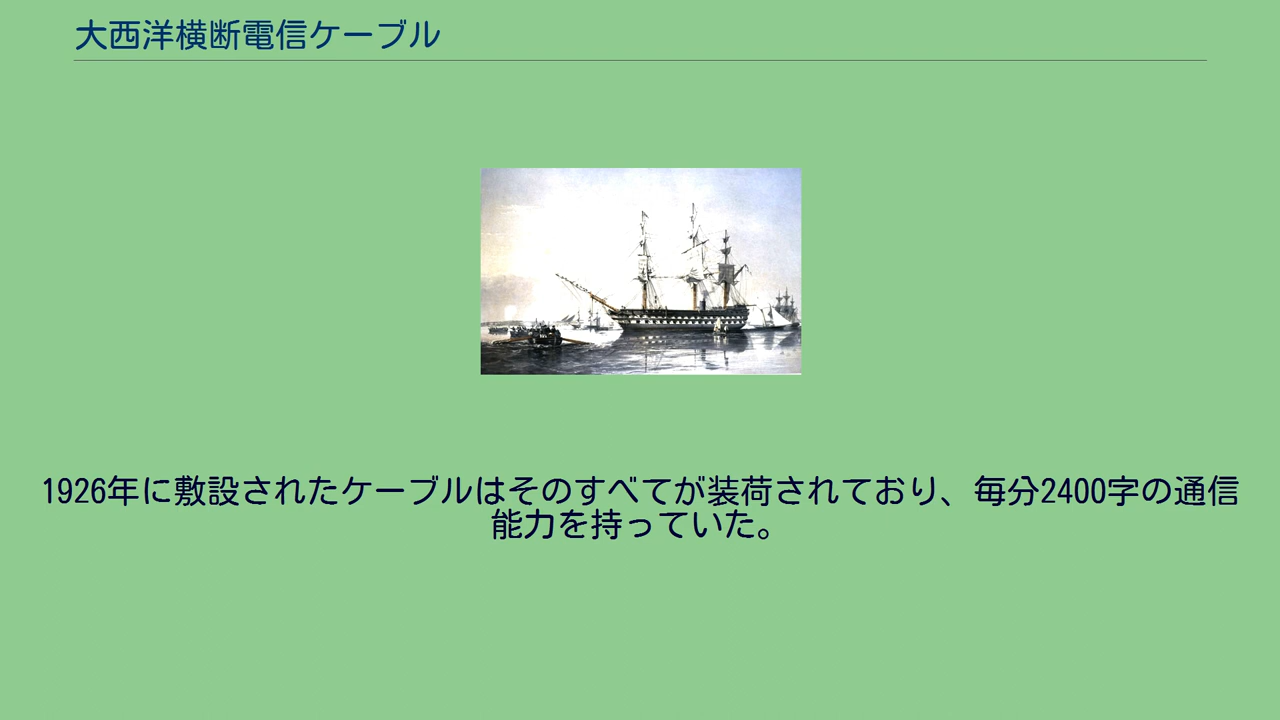 大西洋横断電信ケーブル
1926年に敷設されたケーブルはそのすべてが装荷されており、毎分2400字の通信
能力を持っていた。